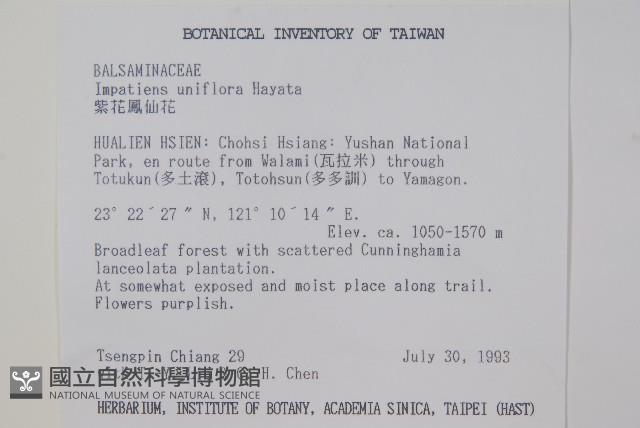 BOTANICAL INVENTORY OF TAIWAN
BALSAMINACEAE
Impatiens uniflora Hayata
紫花鳳仙花
HUALIEN HSIEN: Chohsi Hsiang: Yushan National
Park, en route from Walami(瓦拉米) through
Totukun(多土滾), Totohsun(多多訓) to Yamagon.
23° 22´ 27 ″ N, 121° 10´ 14 ″ E.
Elev. ca. 1050-1570 m
Broadleaf forest with scattered Cunninghamia
lanceolata plantation.
At somewhat exposed and moist place along trail.
Flowers purplish.
Tsengpin Chiang 29 July 30, 1993
H. Chen
國立自然科學博物館
NATIONAL MUSEUM OF NATURAL SCIENCE
HERBARIUM, INSTITUTE OF BOTANY, ACADEMIA SINICA, TAIPEI (HAST)